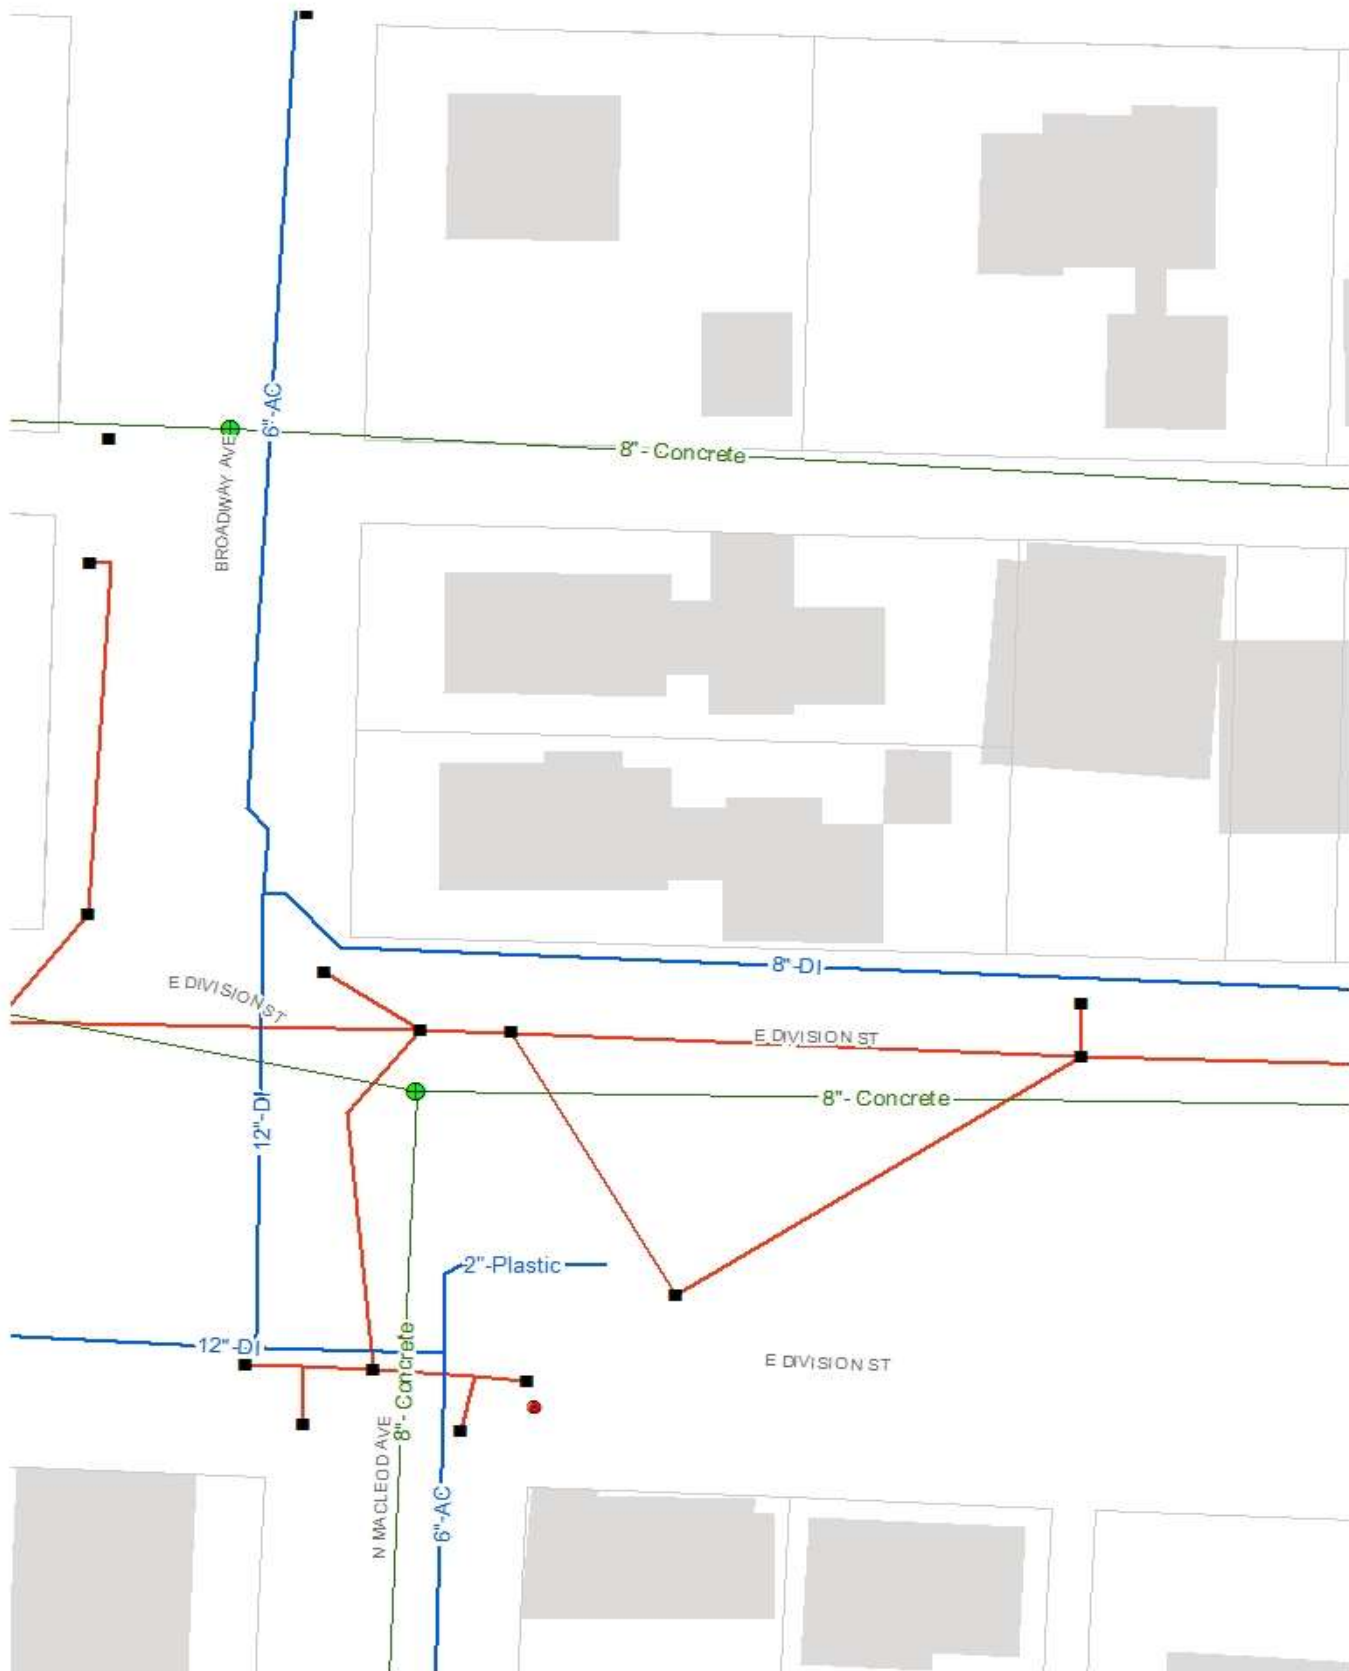 6"-AC
BROADWAY AVE
8"- Concrete
8"-DI
E DIVISION ST
E DIVISION ST
12"-DI
8"- Concrete
2"-Plastic
12"-DI
8"- Concrete
E DIVISION ST
N MACLEOD AVE
6"-AC